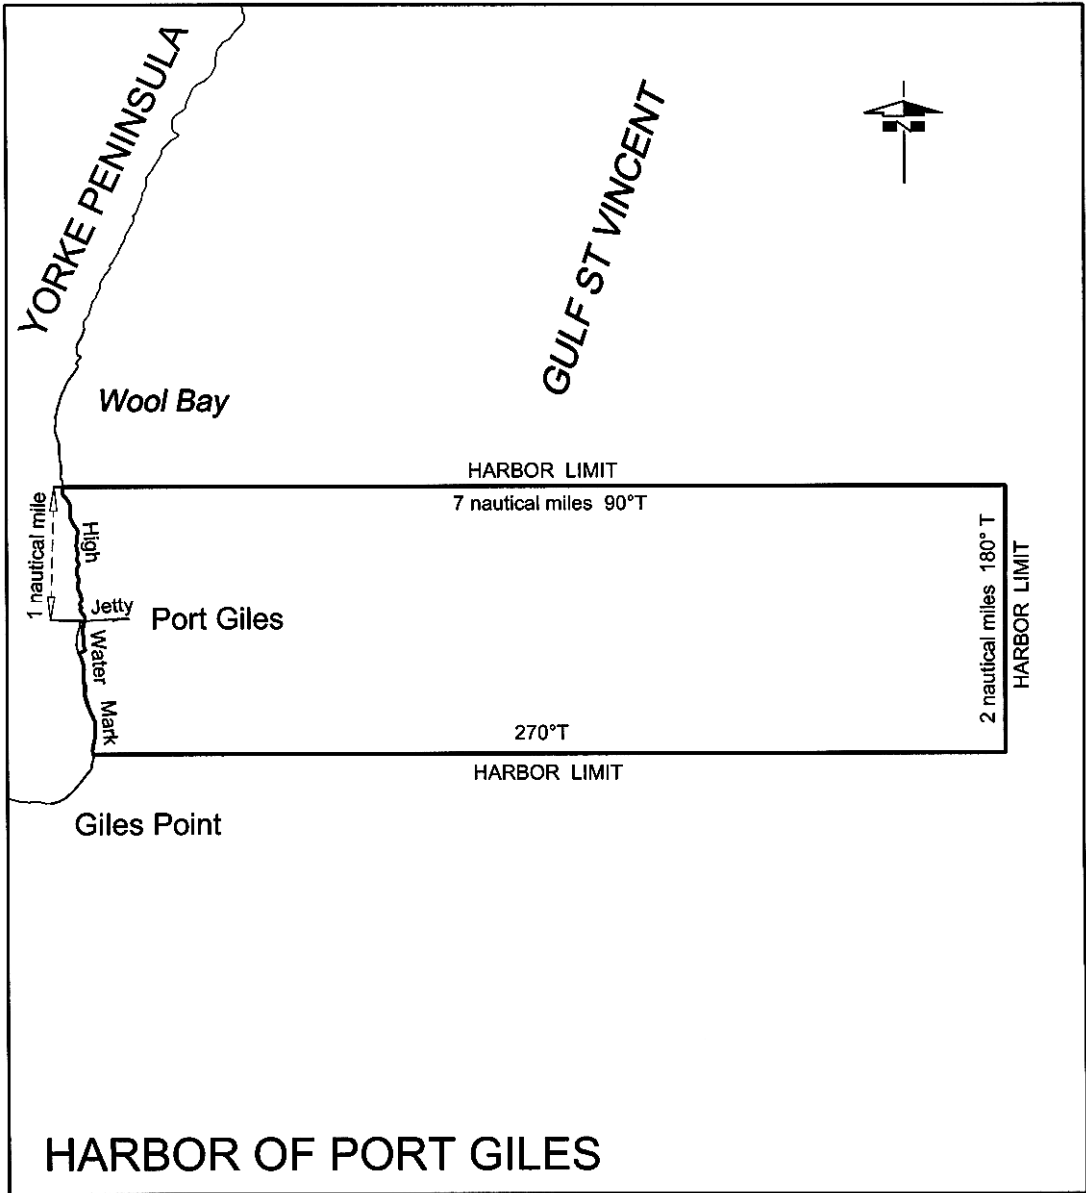 YORKE PENINSULA
GULF ST VINCENT
N
Wool Bay
HARBOR LIMIT
7 nautical miles 90°T
1 nautical mile
High
Water
Mark
Jetty
Port Giles
2 nautical miles 180° T
HARBOR LIMIT
270°T
HARBOR LIMIT
Giles Point
HARBOR OF PORT GILES